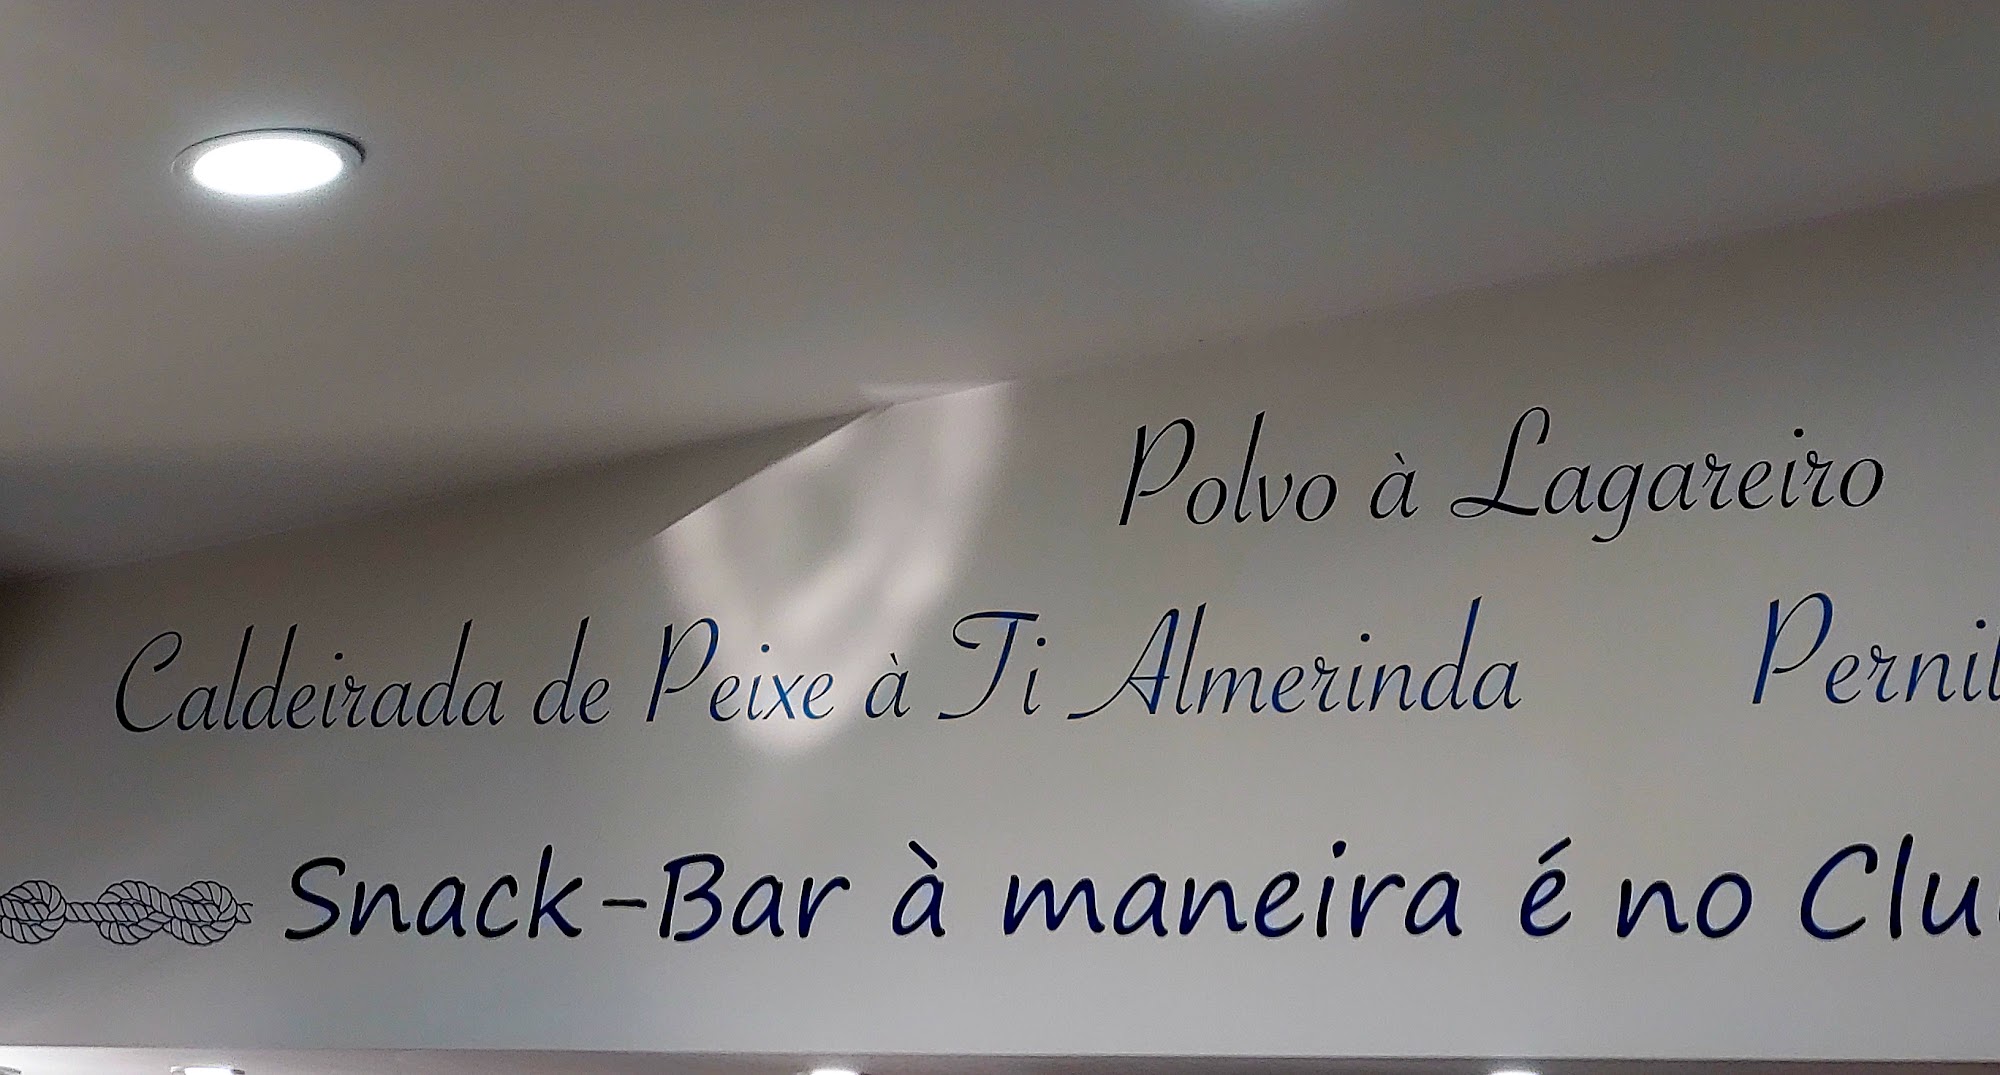 Polvo à Lagareiro
Caldeirada de Peixe à Ti Almerinda
Snack-Bar à maneira é no